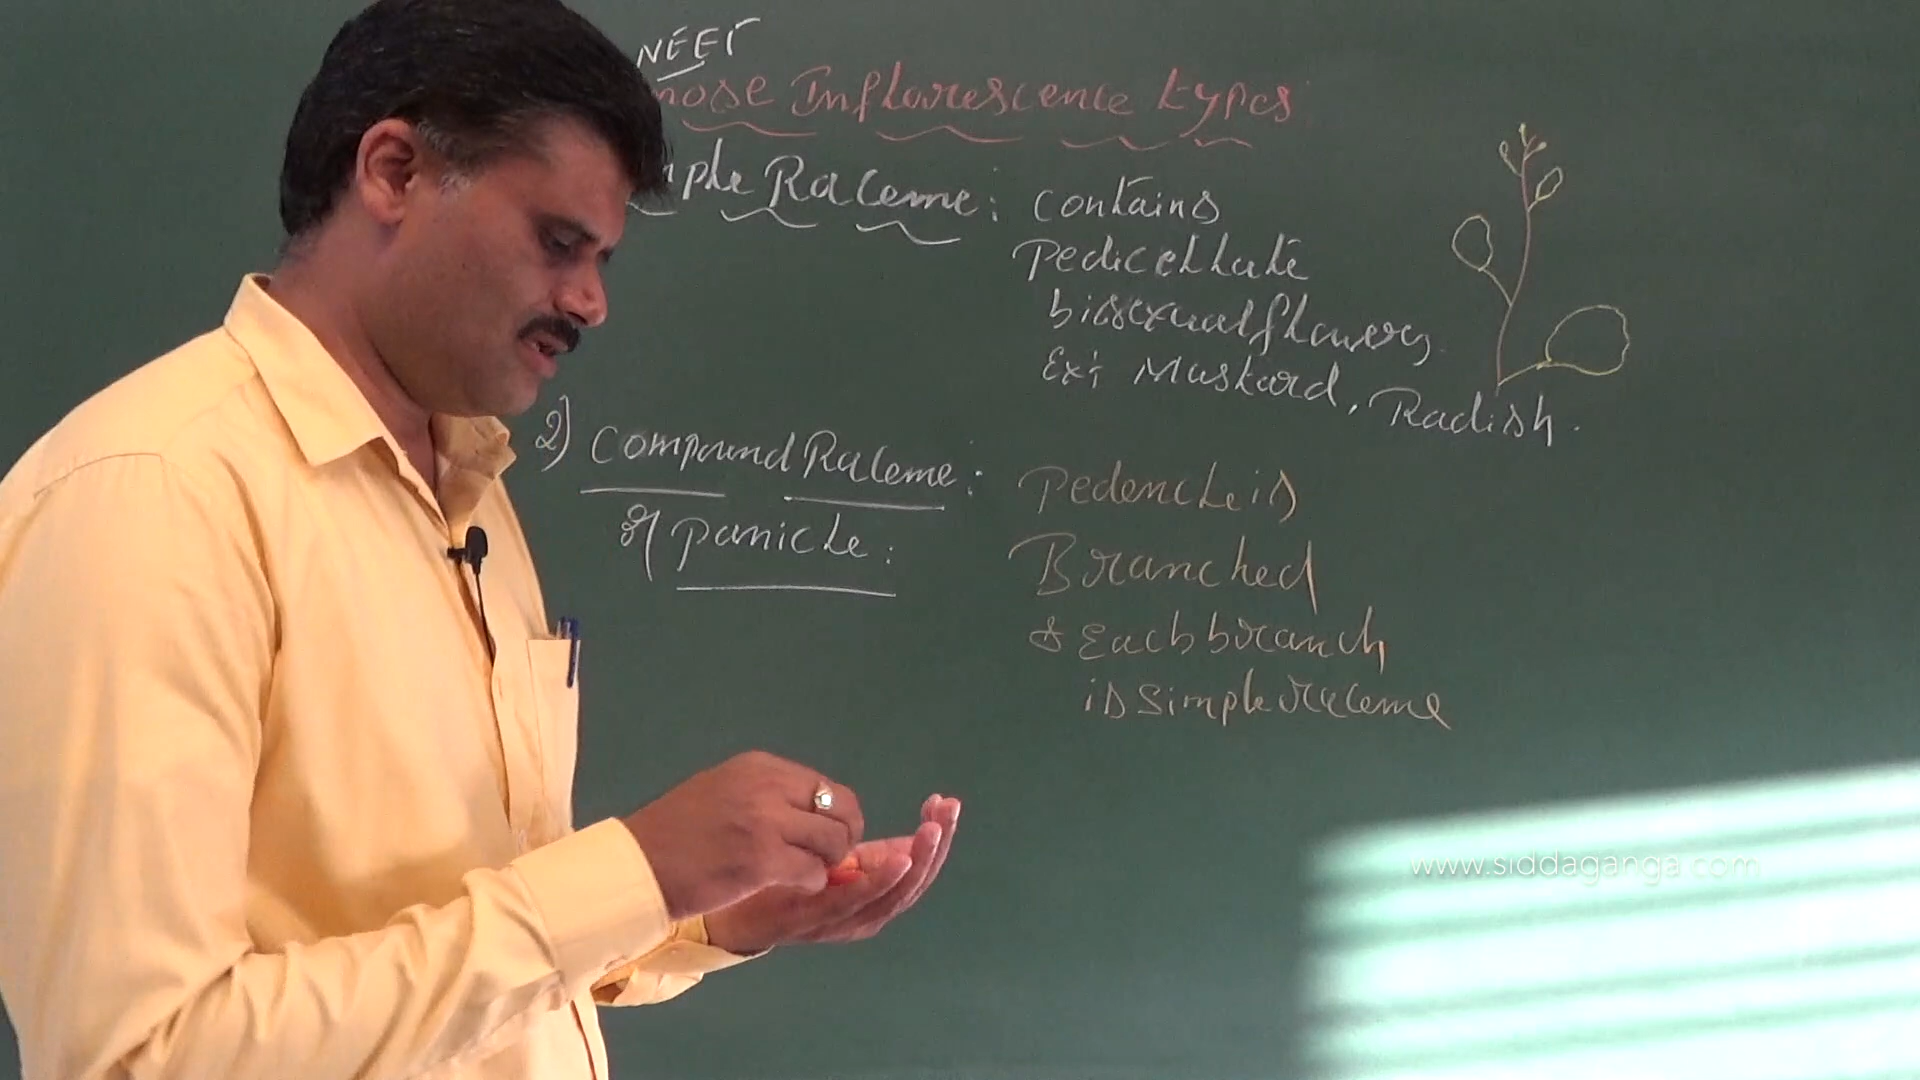 NEET
mose Inflorescence types
mple Raceme: contains
Pedicellate
bisexual flowers
Ex: Mustard, Radish.
2) Compound Raceme: Pedencle is
or panicle: Branched
& Each branch
is simple raceme
www.siddaganga.com